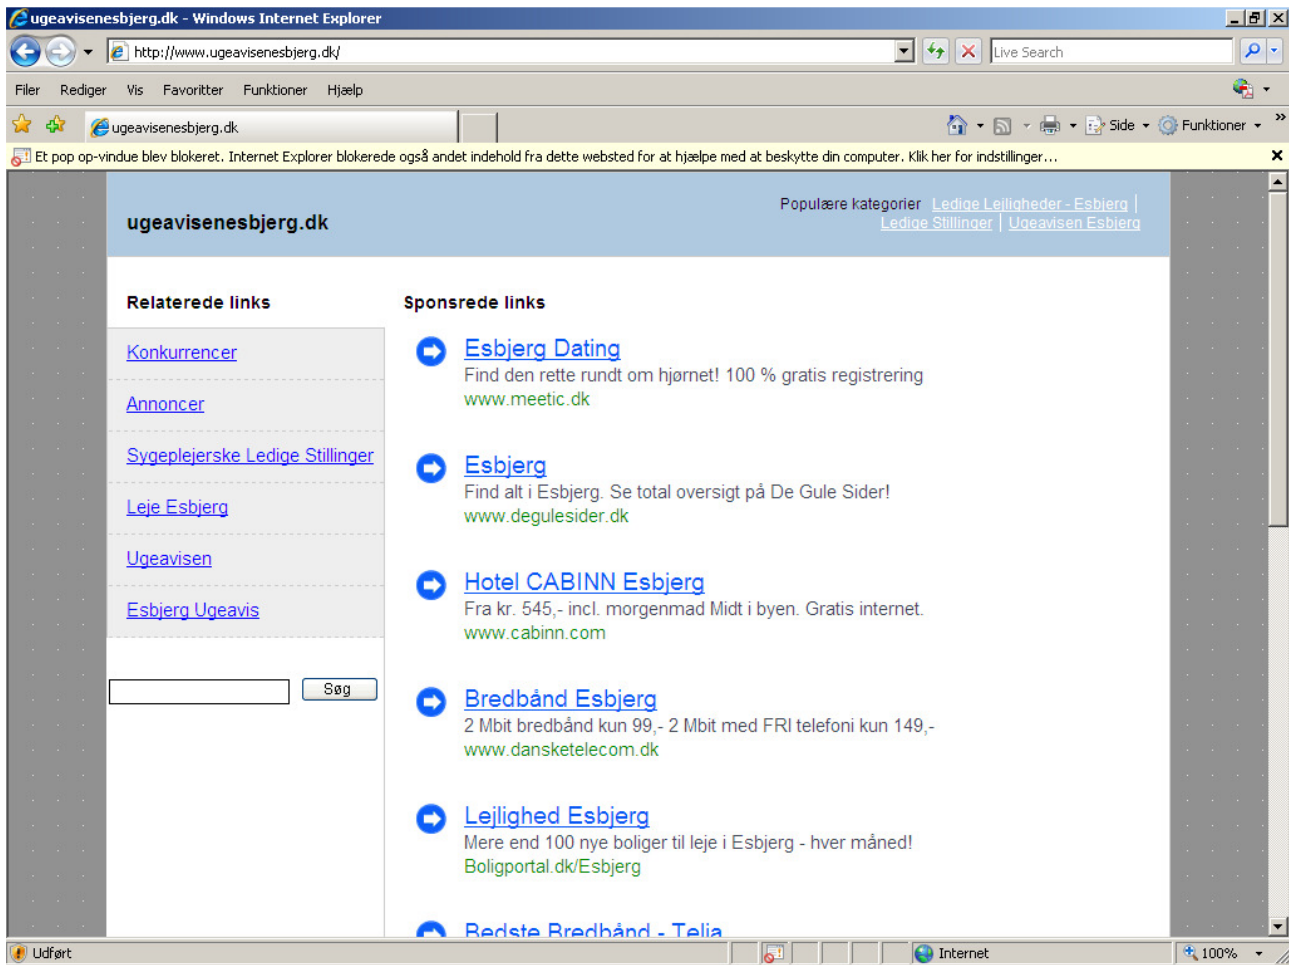 ugeavisenesbjerg.dk - Windows Internet Explorer
http://www.ugeavisenesbjerg.dk/
Live Search
Filer Rediger Vis Favoritter Funktioner Hjælp
ugeavisenesbjerg.dk
Side Funktioner
Et pop op-vindue blev blokeret. Internet Explorer blokerede også andet indehold fra dette websted for at hjælpe med at beskytte din computer. Klik her for indstillinger...
ugeavisenesbjerg.dk
Populære kategorier Ledige Lejligheder - Esbjerg |
Ledige Stillinger | Ugeavisen Esbjerg
Relaterede links
Konkurrencer
Annoncer
Sygeplejerske Ledige Stillinger
Leje Esbjerg
Ugeavisen
Esbjerg Ugeavis
Søg
Sponsrede links
Esbjerg Dating
Find den rette rundt om hjørnet! 100 % gratis registrering
www.meetic.dk
Esbjerg
Find alt i Esbjerg. Se total oversigt på De Gule Sider!
www.degulesider.dk
Hotel CABINN Esbjerg
Fra kr. 545,- incl. morgenmad Midt i byen. Gratis internet.
www.cabinn.com
Bredbånd Esbjerg
2 Mbit bredbånd kun 99,- 2 Mbit med FRI telefoni kun 149,-
www.dansketelecom.dk
Lejlighed Esbjerg
Mere end 100 nye boliger til leje i Esbjerg - hver måned!
Boligportal.dk/Esbjerg
Bedste Bredbånd - Telia
Udført
Internet
100%